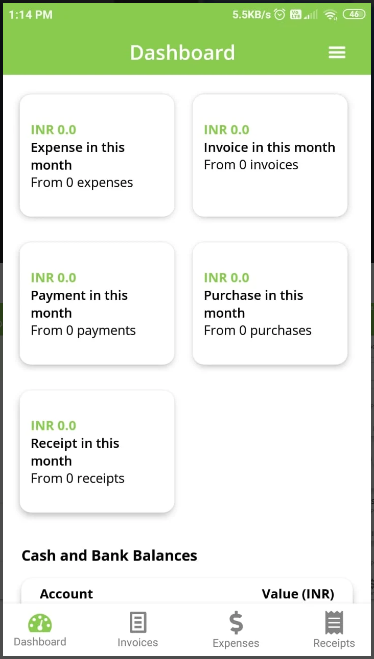 1:14 PM 5.5KB/s 46
Dashboard
INR 0.0
Expense in this
month
From 0 expenses
INR 0.0
Invoice in this month
From 0 invoices
INR 0.0
Payment in this
month
From 0 payments
INR 0.0
Purchase in this
month
From 0 purchases
INR 0.0
Receipt in this
month
From 0 receipts
Cash and Bank Balances
Account Value (INR)
Dashboard Invoices Expenses Receipts